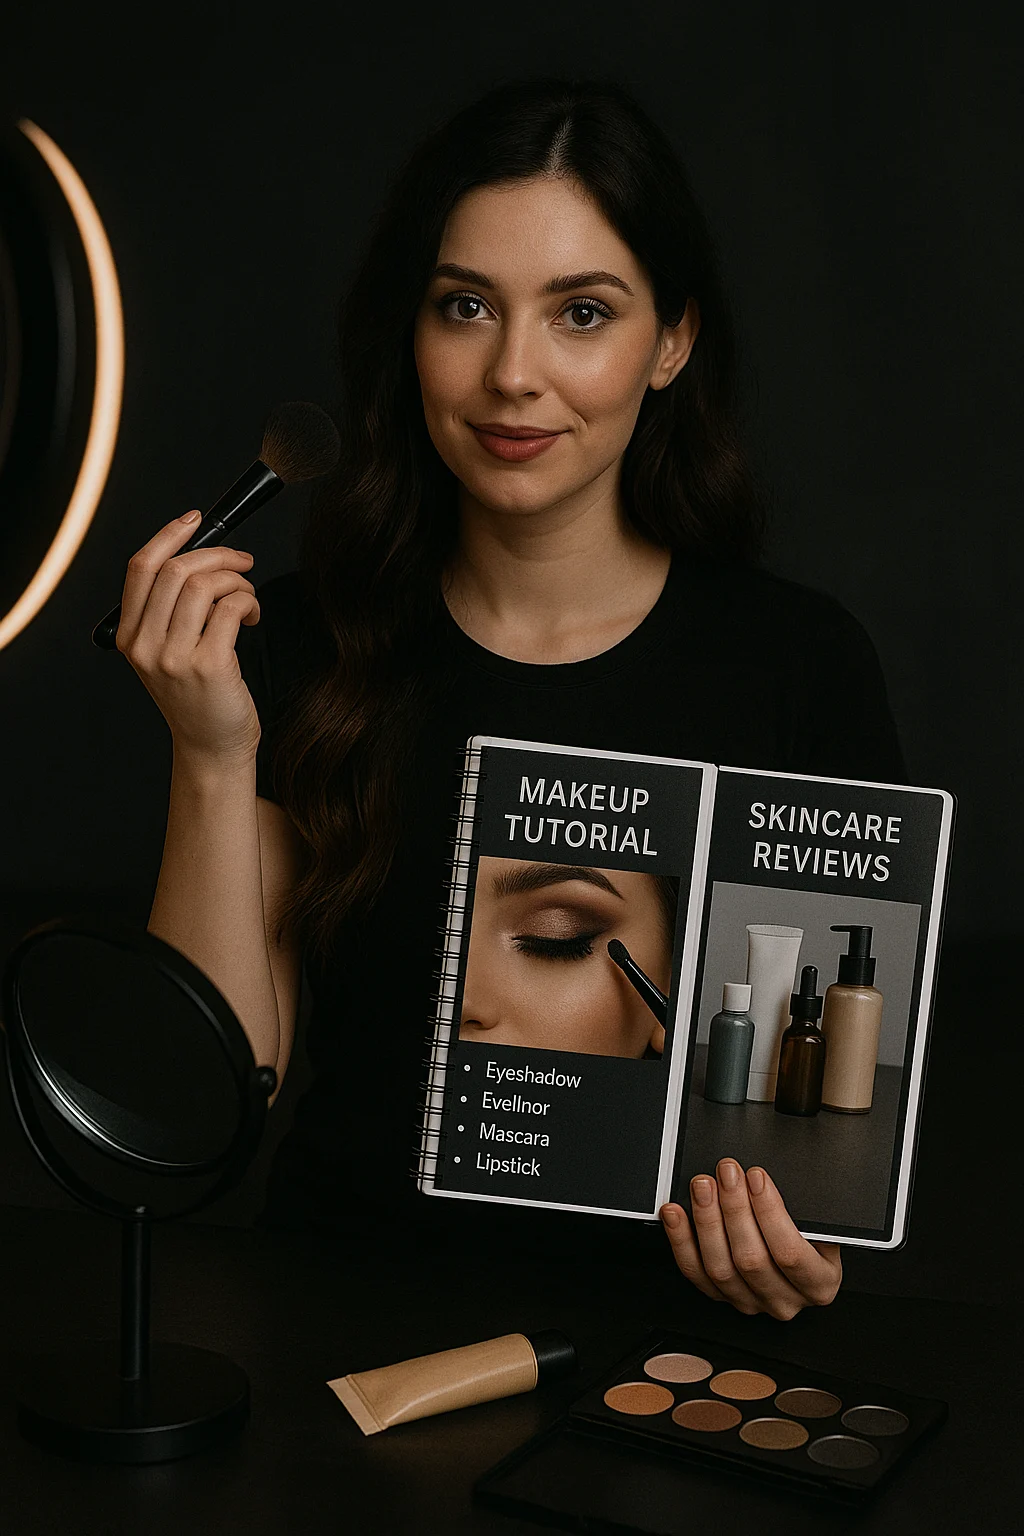 MAKEUP
TUTORIAL
• Eyeshadow
• Evellnor
• Mascara
• Lipstick
SKINCARE
REVIEWS